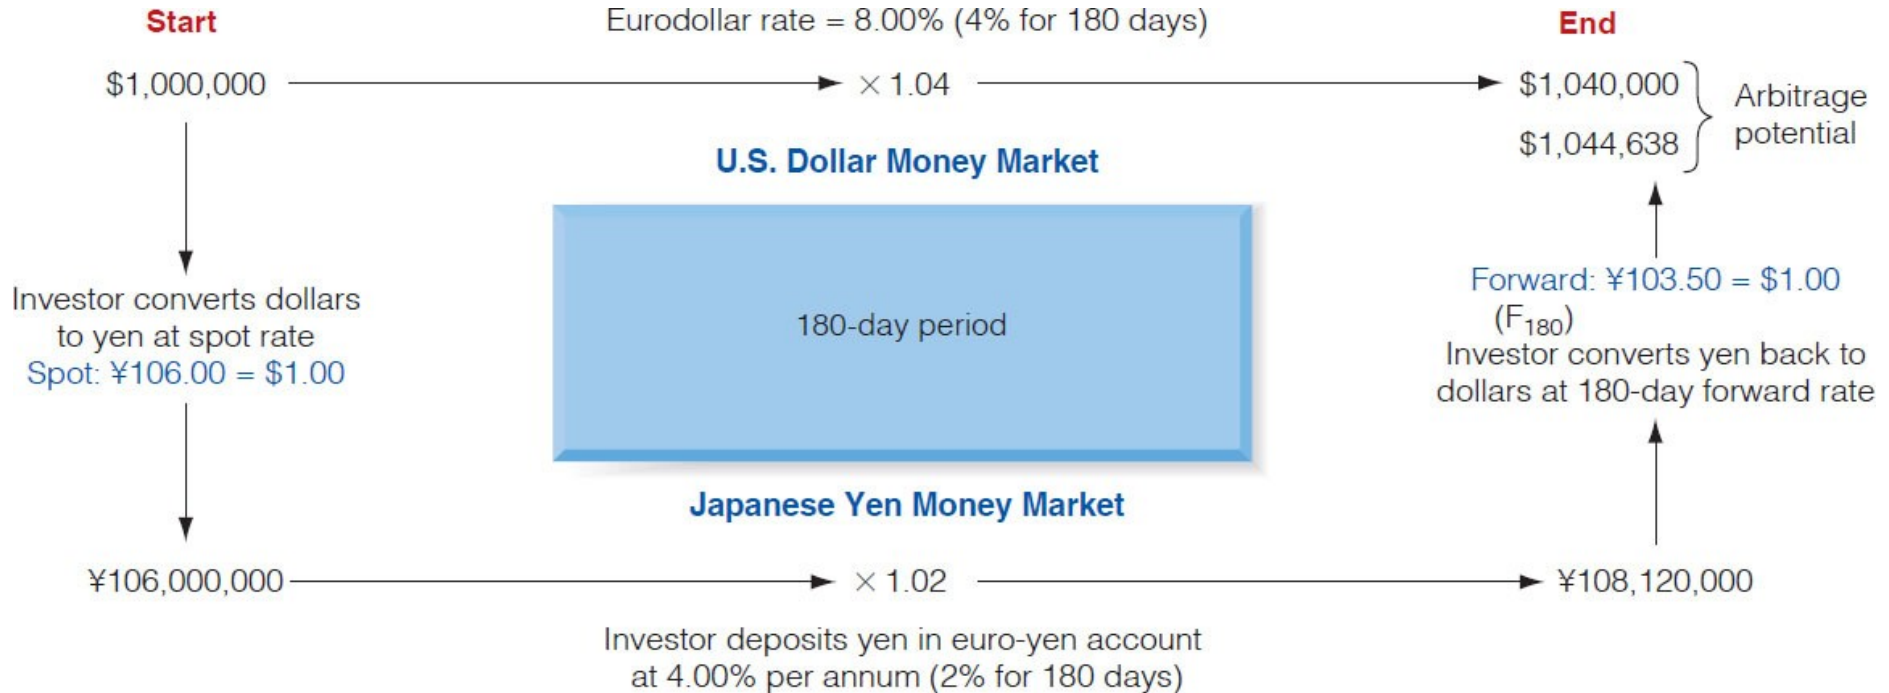 Start
Eurodollar rate = 8.00% (4% for 180 days)
End
$1,000,000
× 1.04
$1,040,000
$1,044,638
Arbitrage
potential
U.S. Dollar Money Market
Investor converts dollars
to yen at spot rate
Spot: ¥106.00 = $1.00
180-day period
Forward: ¥103.50 = $1.00
(F180)
Investor converts yen back to
dollars at 180-day forward rate
Japanese Yen Money Market
¥106,000,000
× 1.02
¥108,120,000
Investor deposits yen in euro-yen account
at 4.00% per annum (2% for 180 days)